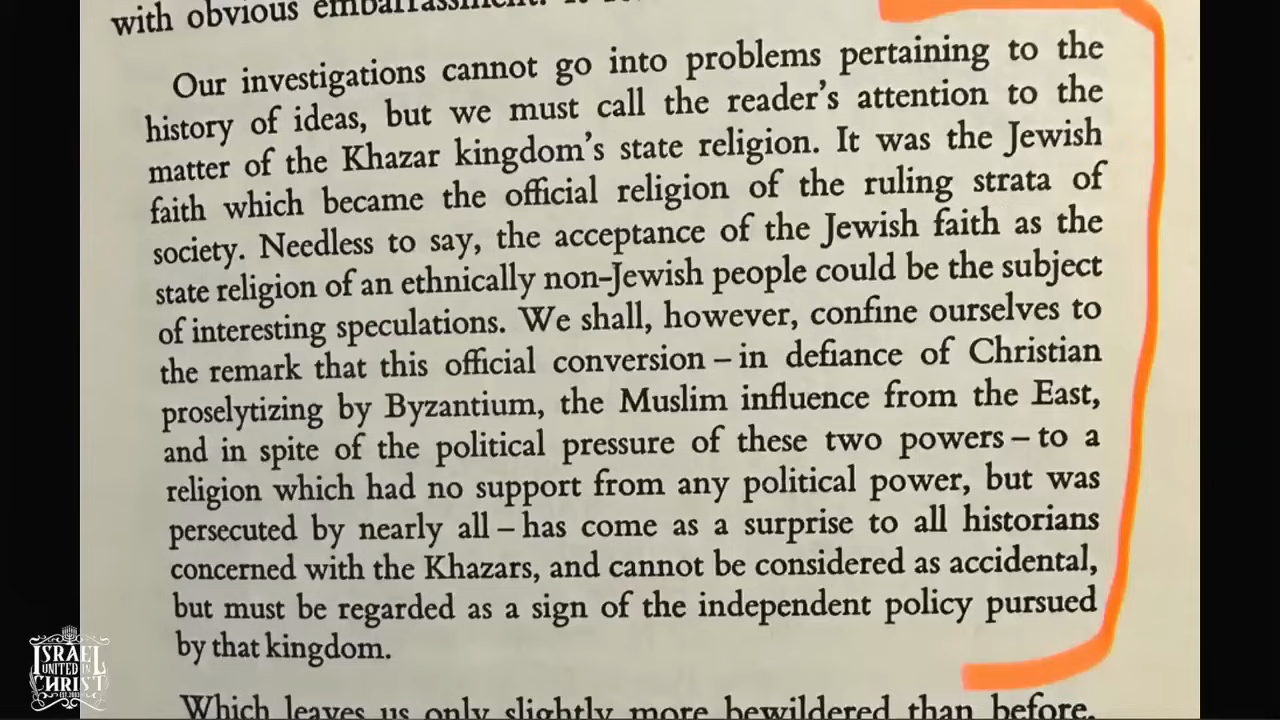 with obvious embarrassment.
Our investigations cannot go into problems pertaining to the
history of ideas, but we must call the reader's attention to the
matter of the Khazar kingdom's state religion. It was the Jewish
faith which became the official religion of the ruling strata of
society. Needless to say, the acceptance of the Jewish faith as the
state religion of an ethnically non-Jewish people could be the subject
of interesting speculations. We shall, however, confine ourselves to
the remark that this official conversion – in defiance of Christian
proselytizing by Byzantium, the Muslim influence from the East,
and in spite of the political pressure of these two powers – to a
religion which had no support from any political power, but was
persecuted by nearly all – has come as a surprise to all historians
concerned with the Khazars, and cannot be considered as accidental,
but must be regarded as a sign of the independent policy pursued
by that kingdom.
Which leaves us only slightly more bewildered than before.
ISRAEL
UNITED IN
CHRIST